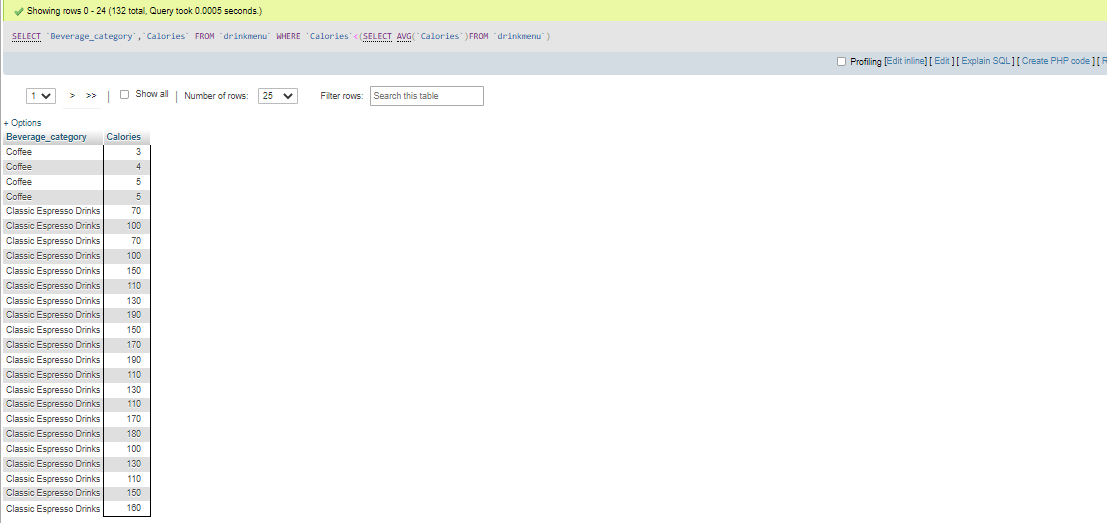 Showing rows 0 - 24 (132 total, Query took 0.0005 seconds.)
SELECT `Beverage_category`,`Calories` FROM `drinkmenu` WHERE `Calories`<(SELECT AVG(`Calories`)FROM `drinkmenu`)
Profiling [Edit inline] [ Edit ] [ Explain SQL ] [ Create PHP code ] [ R
1 > >> | Show all | Number of rows: 25 Filter rows: Search this table
+ Options
Beverage_category Calories
Coffee 3
Coffee 4
Coffee 5
Coffee 5
Classic Espresso Drinks 70
Classic Espresso Drinks 100
Classic Espresso Drinks 70
Classic Espresso Drinks 100
Classic Espresso Drinks 150
Classic Espresso Drinks 110
Classic Espresso Drinks 130
Classic Espresso Drinks 190
Classic Espresso Drinks 150
Classic Espresso Drinks 170
Classic Espresso Drinks 190
Classic Espresso Drinks 110
Classic Espresso Drinks 130
Classic Espresso Drinks 110
Classic Espresso Drinks 170
Classic Espresso Drinks 180
Classic Espresso Drinks 100
Classic Espresso Drinks 130
Classic Espresso Drinks 110
Classic Espresso Drinks 150
Classic Espresso Drinks 160